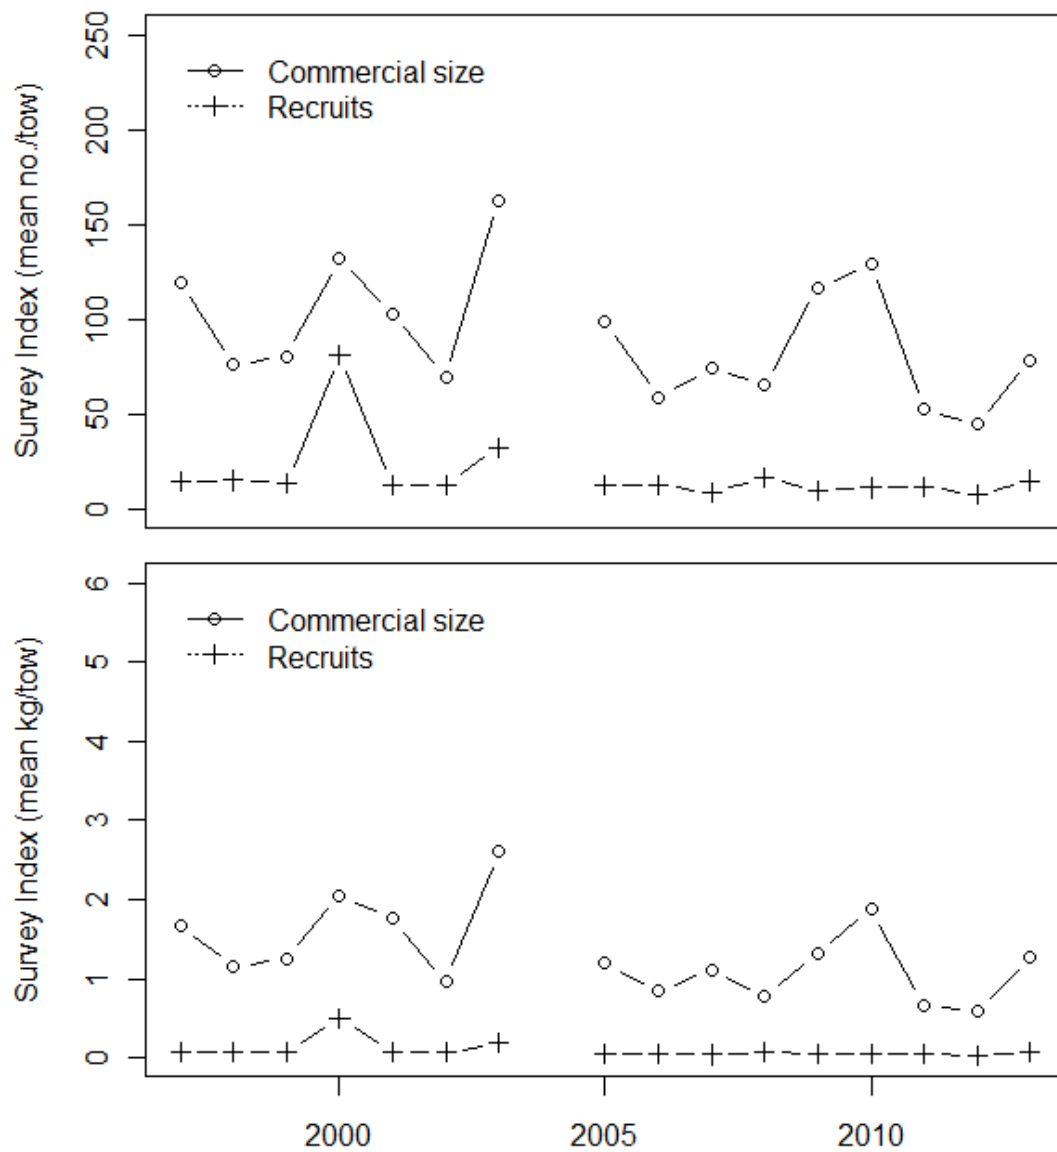 Survey Index (mean no./tow)
250
200
150
100
50
0
Commercial size
Recruits
Survey Index (mean kg/tow)
6
5
4
3
2
1
0
Commercial size
Recruits
2000
2005
2010